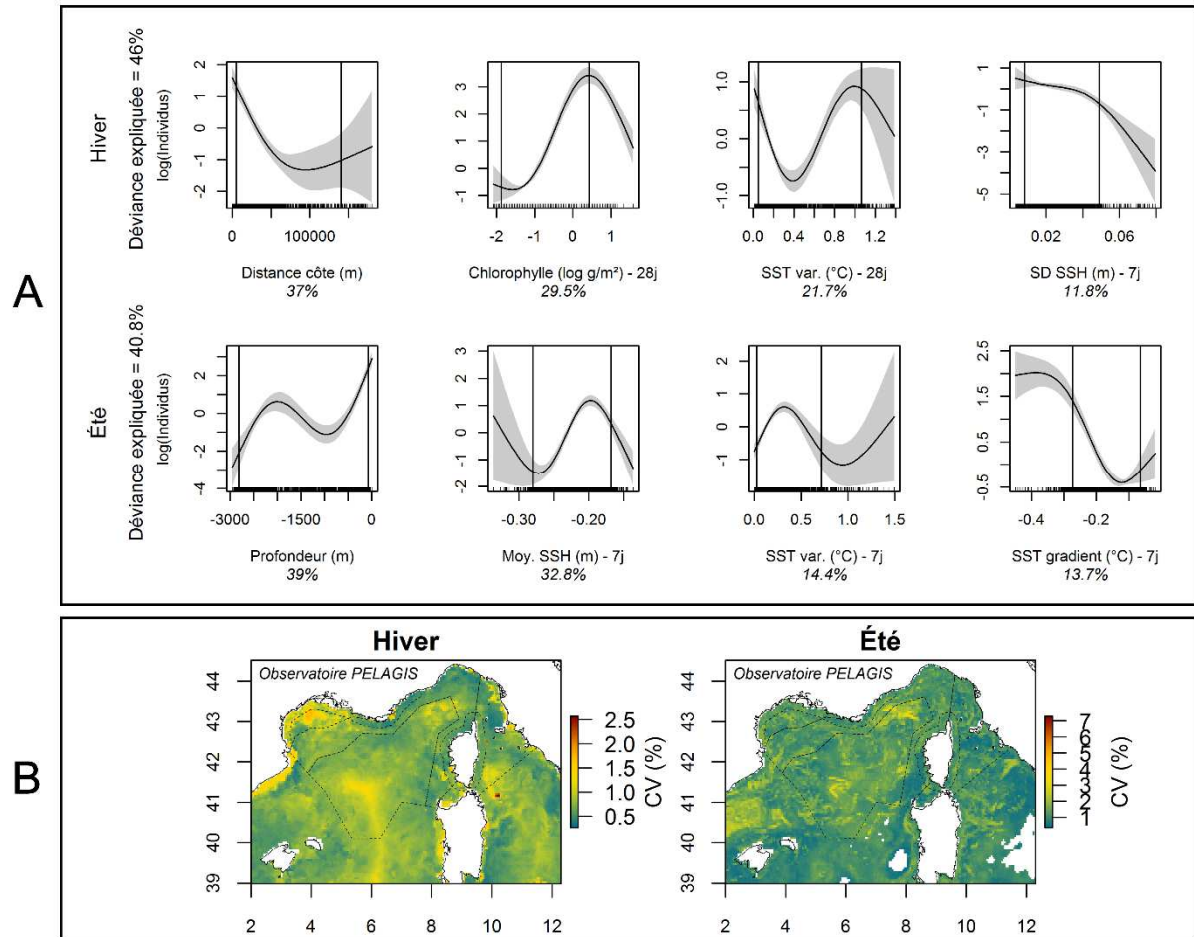 A
Hiver
Déviance expliquée = 46%
log(Individus)
-2 -1 0 1 2
0 100000
Distance côte (m)
37%
-1 0 1 2 3
-2 -1 0 1
Chlorophylle (log g/m²) - 28j
29.5%
-1.0 0.0 1.0
0.0 0.4 0.8 1.2
SST var. (°C) - 28j
21.7%
-5 -3 -1 1
0.02 0.06
SD SSH (m) - 7j
11.8%
Été
Déviance expliquée = 40.8%
log(Individus)
-4 -2 0 2
-3000 -1500 0
Profondeur (m)
39%
-2 -1 0 1 2 3
-0.30 -0.20
Moy. SSH (m) - 7j
32.8%
-1 0 1 2
0.0 0.5 1.0 1.5
SST var. (°C) - 7j
14.4%
-0.5 0.5 1.5 2.5
-0.4 -0.2
SST gradient (°C) - 7j
13.7%
B
Hiver
Observatoire PELAGIS
44
43
42
41
40
39
2 4 6 8 10 12
2.5
2.0
1.5
1.0
0.5
CV (%)
Été
Observatoire PELAGIS
44
43
42
41
40
39
2 4 6 8 10 12
7
6
5
4
3
2
1
CV (%)